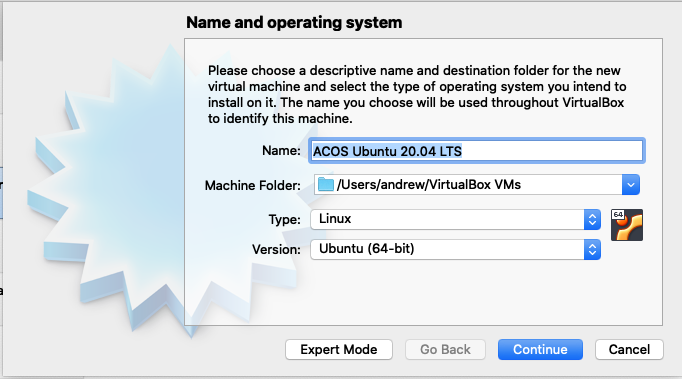 Name and operating system
Please choose a descriptive name and destination folder for the new
virtual machine and select the type of operating system you intend to
install on it. The name you choose will be used throughout VirtualBox
to identify this machine.
Name: ACOS Ubuntu 20.04 LTS
Machine Folder: /Users/andrew/VirtualBox VMs
Type: Linux
64
Version: Ubuntu (64-bit)
Expert Mode Go Back Continue Cancel